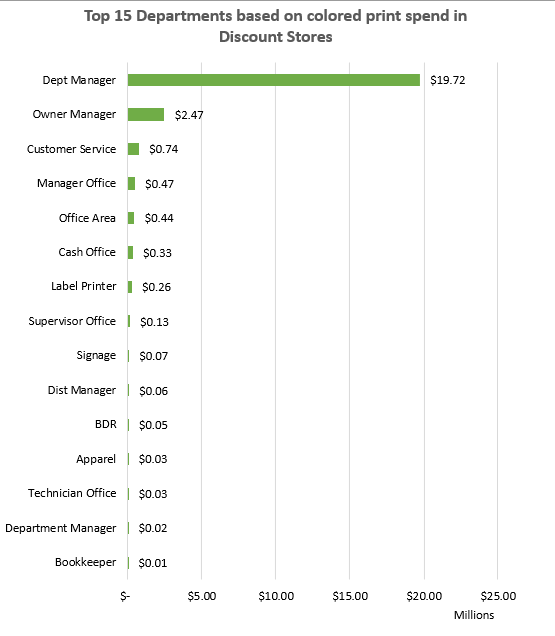 Top 15 Departments based on colored print spend in
Discount Stores
Dept Manager $19.72
Owner Manager $2.47
Customer Service $0.74
Manager Office $0.47
Office Area $0.44
Cash Office $0.33
Label Printer $0.26
Supervisor Office $0.13
Signage $0.07
Dist Manager $0.06
BDR $0.05
Apparel $0.03
Technician Office $0.03
Department Manager $0.02
Bookkeeper $0.01
$- $5.00 $10.00 $15.00 $20.00 $25.00
Millions